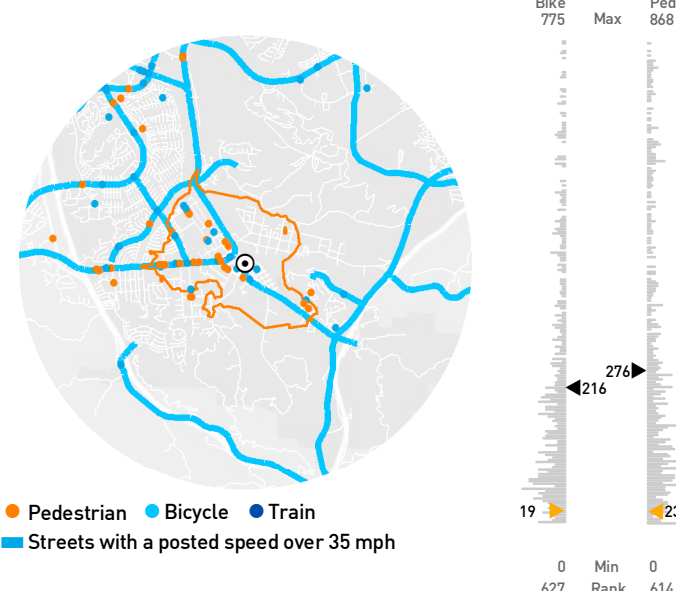 Bike Ped
775 Max 868
276
216
19
Pedestrian Bicycle Train
Streets with a posted speed over 35 mph
0 Min 0
627 Rank 614